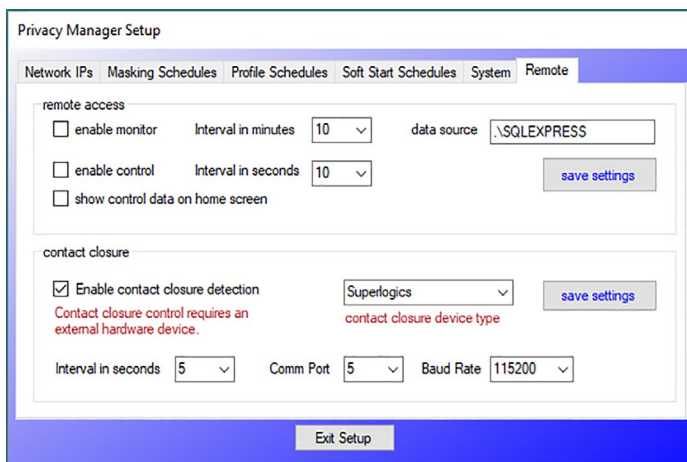 Privacy Manager Setup
Network IPs Masking Schedules Profile Schedules Soft Start Schedules System Remote
remote access
enable monitor Interval in minutes 10 data source .\SQLEXPRESS
enable control Interval in seconds 10 save settings
show control data on home screen
contact closure
Enable contact closure detection Superlogics save settings
Contact closure control requires an contact closure device type
external hardware device.
Interval in seconds 5 Comm Port 5 Baud Rate 115200
Exit Setup